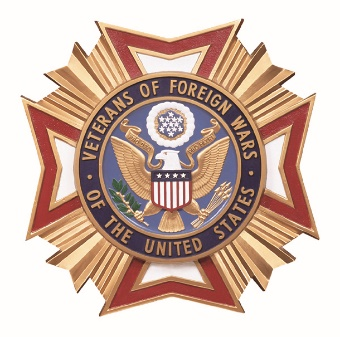 VETERANS OF FOREIGN WARS
OF THE UNITED STATES